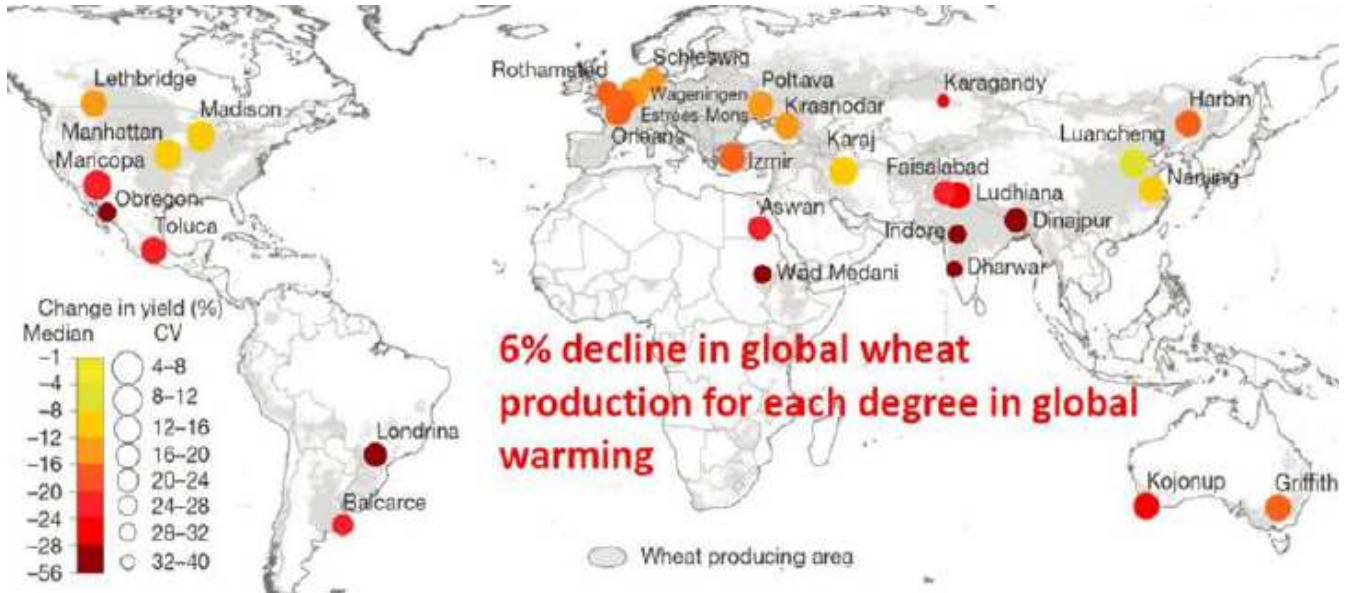 Lethbridge
Madison
Manhattan
Maricopa
Obregon
Toluca
Rothamsted
Schleswig
Wageningen
Estrées-Mons
Orleans
Poltava
Krasnodar
Izmir
Karaj
Karagandy
Harbin
Luancheng
Nanjing
Faisalabad
Ludhiana
Aswan
Indore
Dinajpur
Wad Medani
Dharwar
Change in yield (%)
Median CV
−1
−4
−8
−12
−16
−20
−24
−28
−56
4–8
8–12
12–16
16–20
20–24
24–28
28–32
32–40
6% decline in global wheat
production for each degree in global
warming
Londrina
Balcarce
Kojonup
Griffith
Wheat producing area